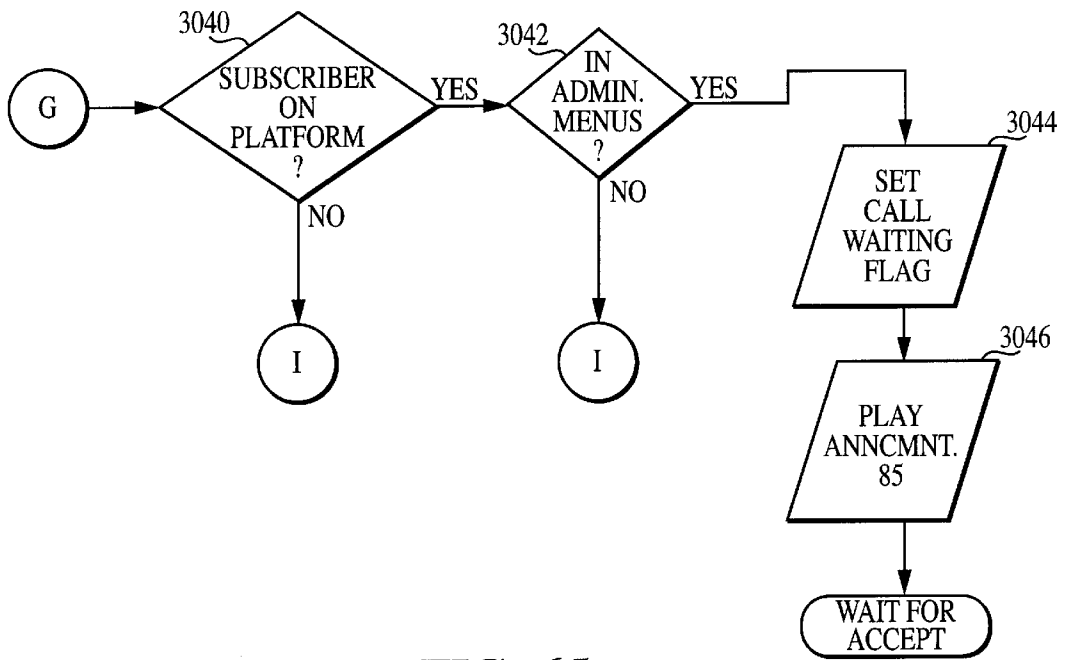 3040
G
SUBSCRIBER
ON
PLATFORM
?
YES
NO
I
3042
IN
ADMIN.
MENUS
?
YES
NO
I
3044
SET
CALL
WAITING
FLAG
3046
PLAY
ANNCMNT.
85
WAIT FOR
ACCEPT